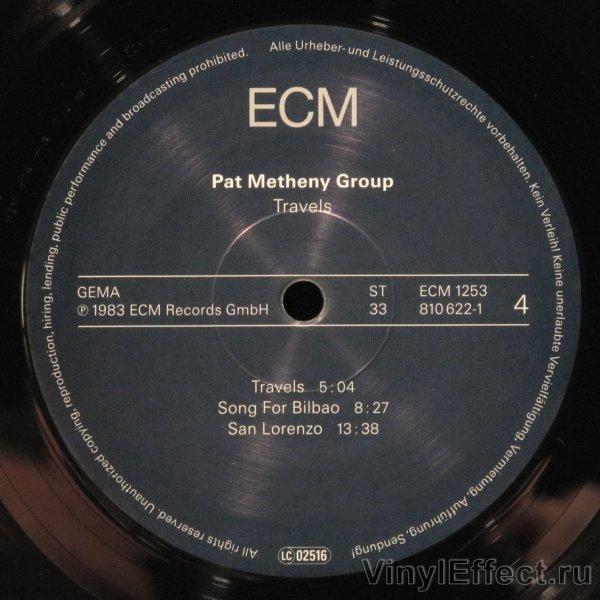 All rights reserved. Unauthorized copying, reproduction, hiring, lending, public performance and broadcasting prohibited.
Alle Urheber- und Leistungsschutzrechte vorbehalten. Kein Verleih! Keine unerlaubte Vervielfältigung, Vermietung, Aufführung, Sendung!
ECM
Pat Metheny Group
Travels
GEMA ST ECM 1253
℗ 1983 ECM Records GmbH 33 810 622-1 4
Travels 5:04
Song For Bilbao 8:27
San Lorenzo 13:38
LC 02516
VinylEffect.ru